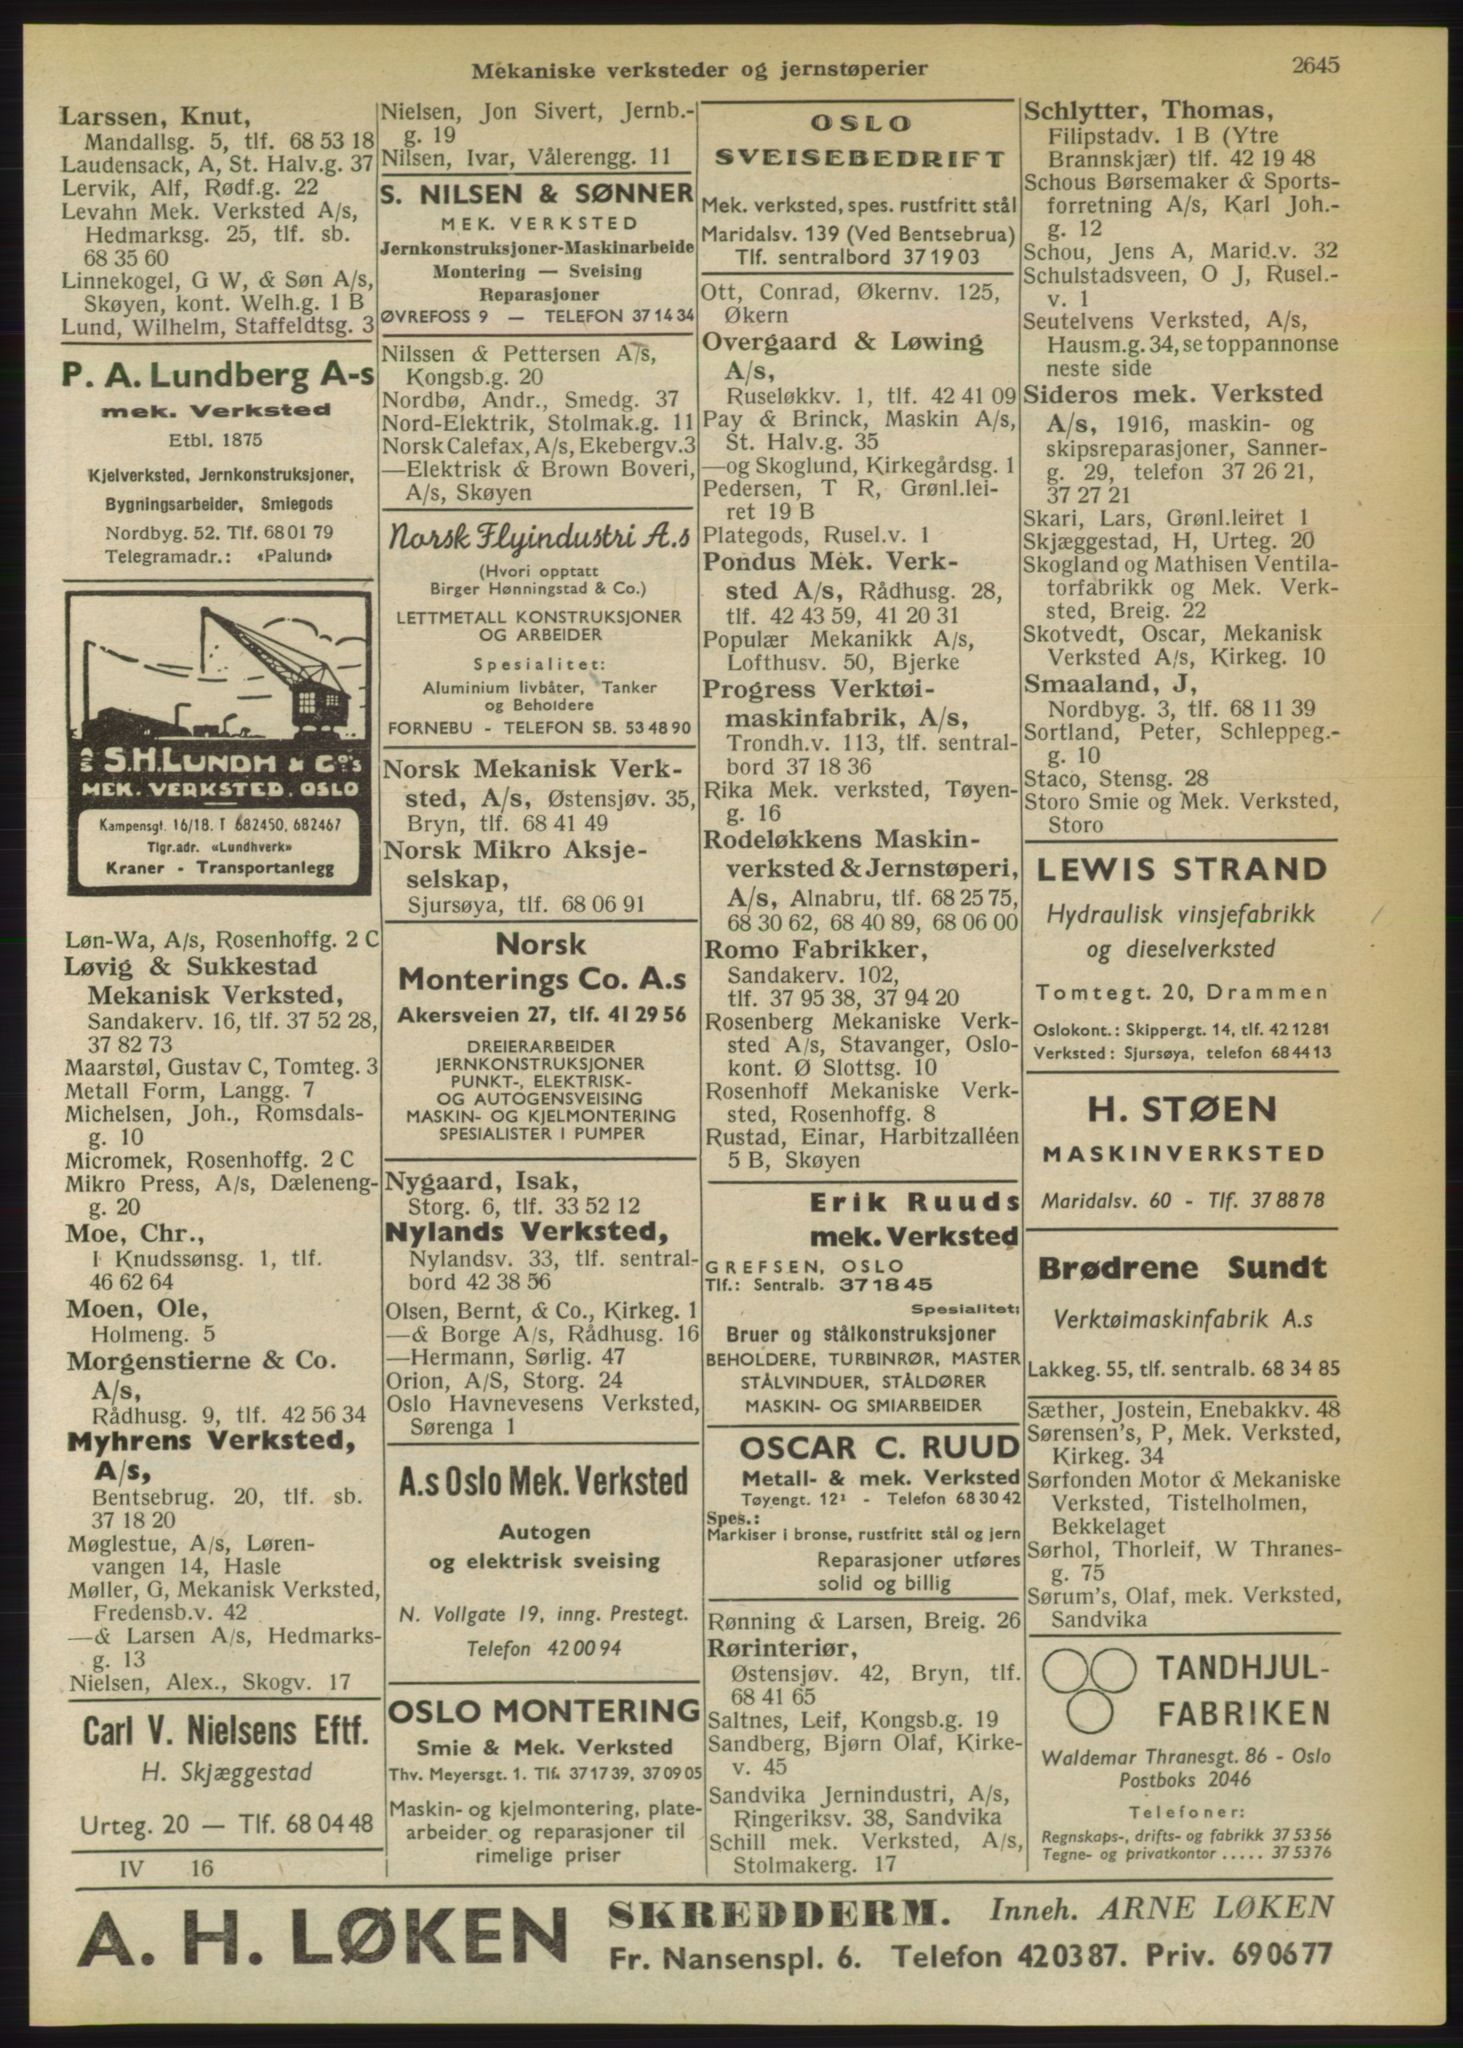 Mekaniske verksteder og jernstøperier
2645
Larssen, Knut,
Mandallsg. 5, tlf. 68 53 18
Laudensack, A, St. Halv.g. 37
Lervik, Alf, Rødf.g. 22
Levahn Mek. Verksted A/s,
Hedmarksg. 25, tlf. sb.
68 35 60
Linnekogel, G W, & Søn A/s,
Skøyen, kont. Welh.g. 1 B
Lund, Wilhelm, Staffeldtsg. 3
P. A. Lundberg A-s
mek. Verksted
Etbl. 1875
Kjelverksted, Jernkonstruksjoner,
Bygningsarbeider, Smiegods
Nordbyg. 52. Tlf. 68 01 79
Telegramadr.: «Palund»
A/S S.H. LUNDH & Co's
MEK. VERKSTED. OSLO
Kampensgt. 16/18. T 682450, 682467
Tlgr.adr. «Lundhverk»
Kraner - Transportanlegg
Løn-Wa, A/s, Rosenhoffg. 2 C
Løvig & Sukkestad
Mekanisk Verksted,
Sandakerv. 16, tlf. 37 52 28,
37 82 73
Maarstøl, Gustav C, Tomteg. 3
Metall Form, Langg. 7
Michelsen, Joh., Romsdals-
g. 10
Micromek, Rosenhoffg. 2 C
Mikro Press, A/s, Dæleneng-
g. 20
Moe, Chr.,
I Knudssønsg. 1, tlf.
46 62 64
Moen, Ole,
Holmeng. 5
Morgenstierne & Co.
A/s,
Rådhusg. 9, tlf. 42 56 34
Myhrens Verksted,
A/s,
Bentsebrug. 20, tlf. sb.
37 18 20
Møglestue, A/s, Løren-
vangen 14, Hasle
Møller, G, Mekanisk Verksted,
Fredensb.v. 42
—& Larsen A/s, Hedmarks-
g. 13
Nielsen, Alex., Skogv. 17
Carl V. Nielsens Eftf.
H. Skjæggestad
Urteg. 20 — Tlf. 68 04 48
IV 16
Nielsen, Jon Sivert, Jernb.-
g. 19
Nilsen, Ivar, Vålerengg. 11
S. NILSEN & SØNNER
MEK. VERKSTED
Jernkonstruksjoner-Maskinarbeide
Montering — Sveising
Reparasjoner
ØVREFOSS 9 — TELEFON 37 14 34
Nilssen & Pettersen A/s,
Kongsb.g. 20
Nordbø, Andr., Smedg. 37
Nord-Elektrik, Stolmak.g. 11
Norsk Calefax, A/s, Ekebergv. 3
—Elektrisk & Brown Boveri,
A/s, Skøyen
Norsk Flyindustri A.s
(Hvori opptatt
Birger Hønningstad & Co.)
LETTMETALL KONSTRUKSJONER
OG ARBEIDER
Spesialitet:
Aluminium livbåter, Tanker
og Beholdere
FORNEBU - TELEFON SB. 53 48 90
Norsk Mekanisk Verk-
sted, A/s, Østensjøv. 35,
Bryn, tlf. 68 41 49
Norsk Mikro Aksje-
selskap,
Sjursøya, tlf. 68 06 91
Norsk
Monterings Co. A.s
Akersveien 27, tlf. 41 29 56
DREIERARBEIDER
JERNKONSTRUKSJONER
PUNKT-, ELEKTRISK-
OG AUTOGENSVEISING
MASKIN- OG KJELMONTERING
SPESIALISTER I PUMPER
Nygaard, Isak,
Storg. 6, tlf. 33 52 12
Nylands Verksted,
Nylandsv. 33, tlf. sentral-
bord 42 38 56
Olsen, Bernt, & Co., Kirkeg. 1
—& Borge A/s, Rådhusg. 16
—Hermann, Sørlig. 47
Orion, A/S, Storg. 24
Oslo Havnevesens Verksted,
Sørenga 1
A.s Oslo Mek. Verksted
Autogen
og elektrisk sveising
N. Vollgate 19, inng. Prestegt.
Telefon 42 00 94
OSLO MONTERING
Smie & Mek. Verksted
Thv. Meyersgt. 1. Tlf. 37 17 39, 37 09 05
Maskin- og kjelmontering, plate-
arbeider og reparasjoner til
rimelige priser
OSLO
SVEISEBEDRIFT
Mek. verksted, spes. rustfritt stål
Maridalsv. 139 (Ved Bentsebrua)
Tlf. sentralbord 37 19 03
Ott, Conrad, Økernv. 125,
Økern
Overgaard & Løwing
A/s,
Ruseløkkv. 1, tlf. 42 41 09
Pay & Brinck, Maskin A/s,
St. Halv.g. 35
—og Skoglund, Kirkegårdsg. 1
Pedersen, T R, Grønl.lei-
ret 19 B
Plategods, Rusel.v. 1
Pondus Mek. Verk-
sted A/s, Rådhusg. 28,
tlf. 42 43 59, 41 20 31
Populær Mekanikk A/s,
Lofthusv. 50, Bjerke
Progress Verktøi-
maskinfabrik, A/s,
Trondh.v. 113, tlf. sentral-
bord 37 18 36
Rika Mek. verksted, Tøyen-
g. 16
Rodeløkkens Maskin-
verksted & Jernstøperi,
A/s, Alnabru, tlf. 68 25 75,
68 30 62, 68 40 89, 68 06 00
Romo Fabrikker,
Sandakerv. 102,
tlf. 37 95 38, 37 94 20
Rosenberg Mekaniske Verk-
sted A/s, Stavanger, Oslo-
kont. Ø Slottsg. 10
Rosenhoff Mekaniske Verk-
sted, Rosenhoffg. 8
Rustad, Einar, Harbitzalléen
5 B, Skøyen
Erik Ruuds
mek. Verksted
GREFSEN, OSLO
Tlf.: Sentralb. 37 18 45
Spesialitet:
Bruer og stålkonstruksjoner
BEHOLDERE, TURBINRØR, MASTER
STÅLVINDUER, STÅLDØRER
MASKIN- OG SMIARBEIDER
OSCAR C. RUUD
Metall- & mek. Verksted
Tøyengt. 12¹ - Telefon 68 30 42
Spes.:
Markiser i bronse, rustfritt stål og jern
Reparasjoner utføres
solid og billig
Rønning & Larsen, Breig. 26
Rørinteriør,
Østensjøv. 42, Bryn, tlf.
68 41 65
Saltnes, Leif, Kongsb.g. 19
Sandberg, Bjørn Olaf, Kirke-
v. 45
Sandvika Jernindustri, A/s,
Ringeriksv. 38, Sandvika
Schill mek. Verksted, A/s,
Stolmakerg. 17
Schlytter, Thomas,
Filipstadv. 1 B (Ytre
Brannskjær) tlf. 42 19 48
Schous Børsemaker & Sports-
forretning A/s, Karl Joh.-
g. 12
Schou, Jens A, Marid.v. 32
Schulstadsveen, O J, Rusel.-
v. 1
Seutelvens Verksted, A/s,
Hausm.g. 34, se toppannonse
neste side
Sideros mek. Verksted
A/s, 1916, maskin- og
skipsreparasjoner, Sanner-
g. 29, telefon 37 26 21,
37 27 21
Skari, Lars, Grønl.leiret 1
Skjæggestad, H, Urteg. 20
Skogland og Mathisen Ventila-
torfabrikk og Mek. Verk-
sted, Breig. 22
Skotvedt, Oscar, Mekanisk
Verksted A/s, Kirkeg. 10
Smaaland, J,
Nordbyg. 3, tlf. 68 11 39
Sortland, Peter, Schleppeg.-
g. 10
Staco, Stensg. 28
Storo Smie og Mek. Verksted,
Storo
LEWIS STRAND
Hydraulisk vinsjefabrikk
og dieselverksted
Tomtegt. 20, Drammen
Oslokont.: Skippergt. 14, tlf. 42 12 81
Verksted: Sjursøya, telefon 68 44 13
H. STØEN
MASKINVERKSTED
Maridalsv. 60 - Tlf. 37 88 78
Brødrene Sundt
Verktøimaskinfabrik A.s
Lakkeg. 55, tlf. sentralb. 68 34 85
Sæther, Jostein, Enebakkv. 48
Sørensen's, P, Mek. Verksted,
Kirkeg. 34
Sørfonden Motor & Mekaniske
Verksted, Tistelholmen,
Bekkelaget
Sørhol, Thorleif, W Thranes-
g. 75
Sørum's, Olaf, mek. Verksted,
Sandvika
TANDHJUL-
FABRIKEN
Waldemar Thranesgt. 86 - Oslo
Postboks 2046
Telefoner:
Regnskaps-, drifts- og fabrikk 37 53 56
Tegne- og privatkontor ..... 37 53 76
A. H. LØKEN
SKREDDERM. Inneh. ARNE LØKEN
Fr. Nansenspl. 6. Telefon 42 03 87. Priv. 69 06 77